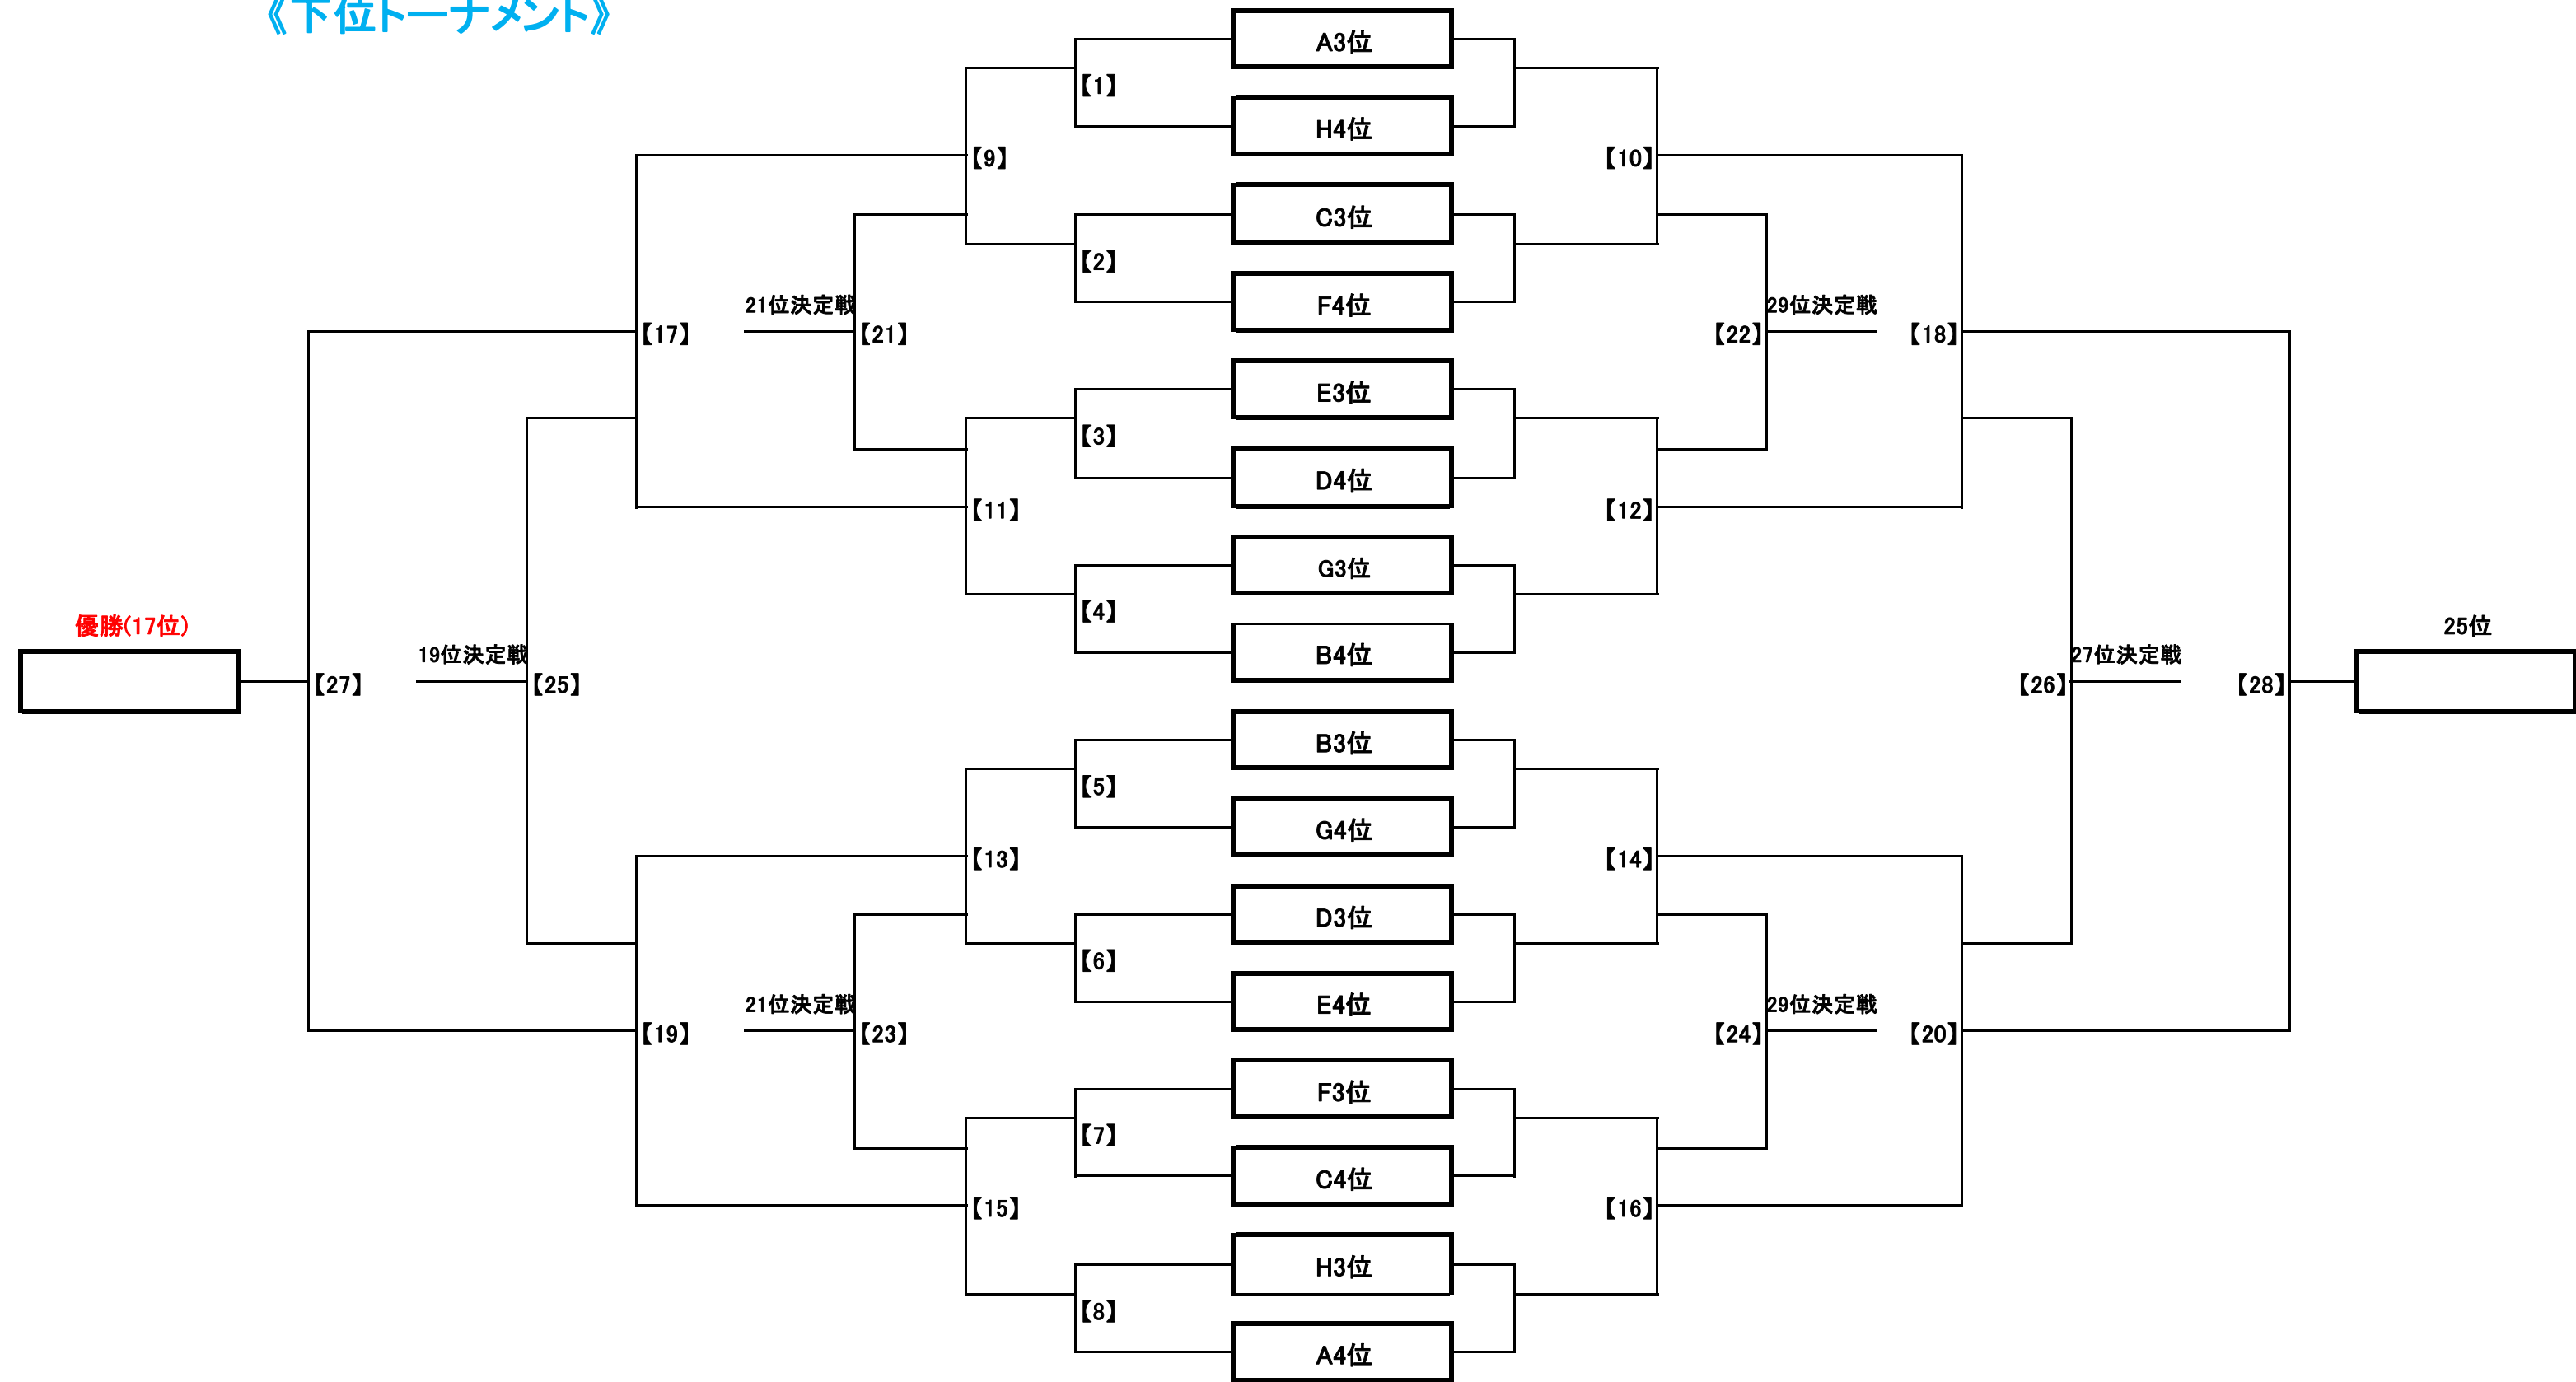 《下位トーナメント》
A3位
【1】
H4位
【9】
【10】
C3位
【2】
F4位
21位決定戦
29位決定戦
【17】
【21】
【22】
【18】
E3位
【3】
D4位
【11】
【12】
G3位
【4】
B4位
優勝(17位)
25位
19位決定戦
27位決定戦
【27】
【25】
【26】
【28】
B3位
【5】
G4位
【13】
【14】
D3位
【6】
E4位
21位決定戦
29位決定戦
【19】
【23】
【24】
【20】
F3位
【7】
C4位
【15】
【16】
H3位
【8】
A4位